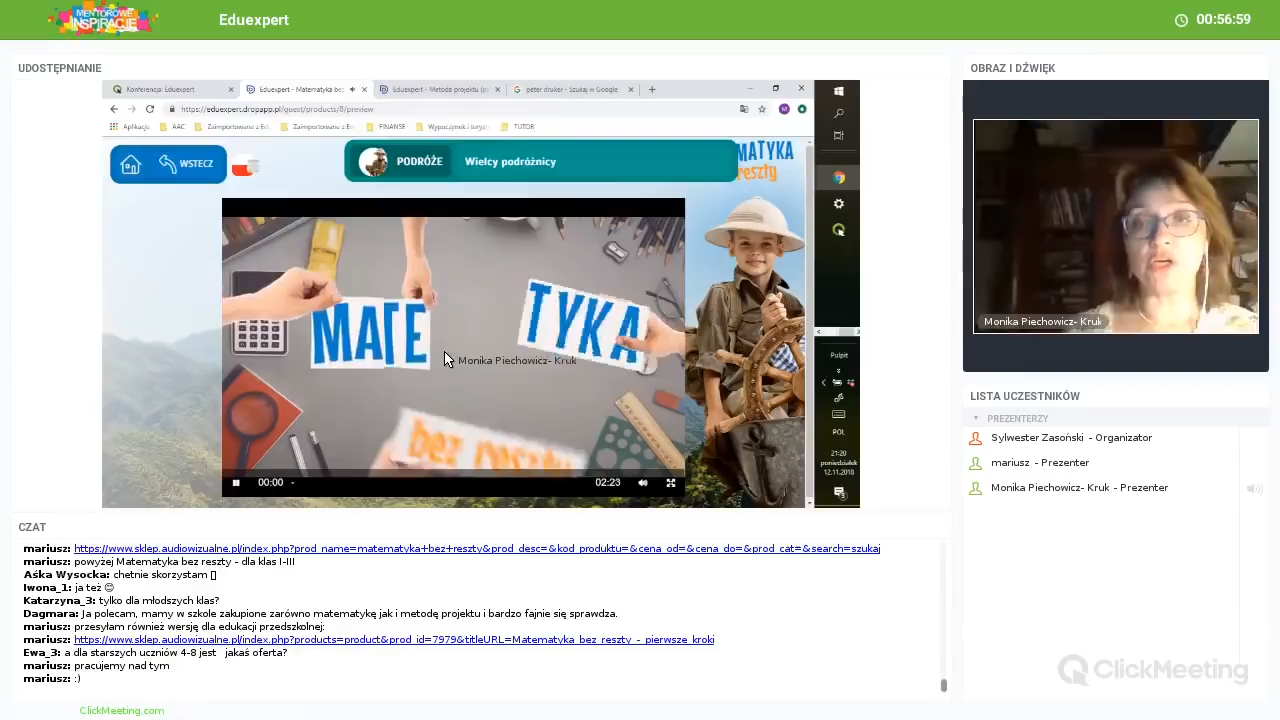 MENTOROWE
INSPIRACJE
Eduexpert
00:56:59
UDOSTĘPNIANIE
OBRAZ I DŹWIĘK
Konferencja Eduexpert
Eduexpert - Matematyka be:
Eduexpert - Metoda projektu (p
peter druker - Szukaj w Google
https://eduexpert.dropapp.pl/guest/products/8/preview
Aplikacje
AAC
Zaimportowane z Ed
Zaimportowane z Ed
FINANSE
Wypoczynek i turys
TUTOR
WSTECZ
PODRÓŻE
Wielcy podróżnicy
MATYKA
reszty
MATE
TYKA
bez reszty
Monika Piechowicz- Kruk
00:00
02:23
Pulpit
POL
21:20
poniedziałek
12.11.2018
Monika Piechowicz- Kruk
LISTA UCZESTNIKÓW
PREZENTERZY
Sylwester Zasoński - Organizator
mariusz - Prezenter
Monika Piechowicz- Kruk - Prezenter
CZAT
mariusz: https://www.sklep.audiowizualne.pl/index.php?prod_name=matematyka+bez+reszty&prod_desc=&kod_produktu=&cena_od=&cena_do=&prod_cat=&search=szukaj
mariusz: powyżej Matematyka bez reszty - dla klas I-III
Aśka Wysocka: chetnie skorzystam
Iwona_1: ja też 😊
Katarzyna_3: tylko dla młodszych klas?
Dagmara: Ja polecam, mamy w szkole zakupione zarówno matematykę jak i metodę projektu i bardzo fajnie się sprawdza.
mariusz: przesyłam również wersję dla edukacji przedszkolnej:
mariusz: https://www.sklep.audiowizualne.pl/index.php?products=product&prod_id=7979&titleURL=Matematyka_bez_reszty_-_pierwsze_kroki
Ewa_3: a dla starszych uczniów 4-8 jest jakaś oferta?
mariusz: pracujemy nad tym
mariusz: :)
ClickMeeting
ClickMeeting.com